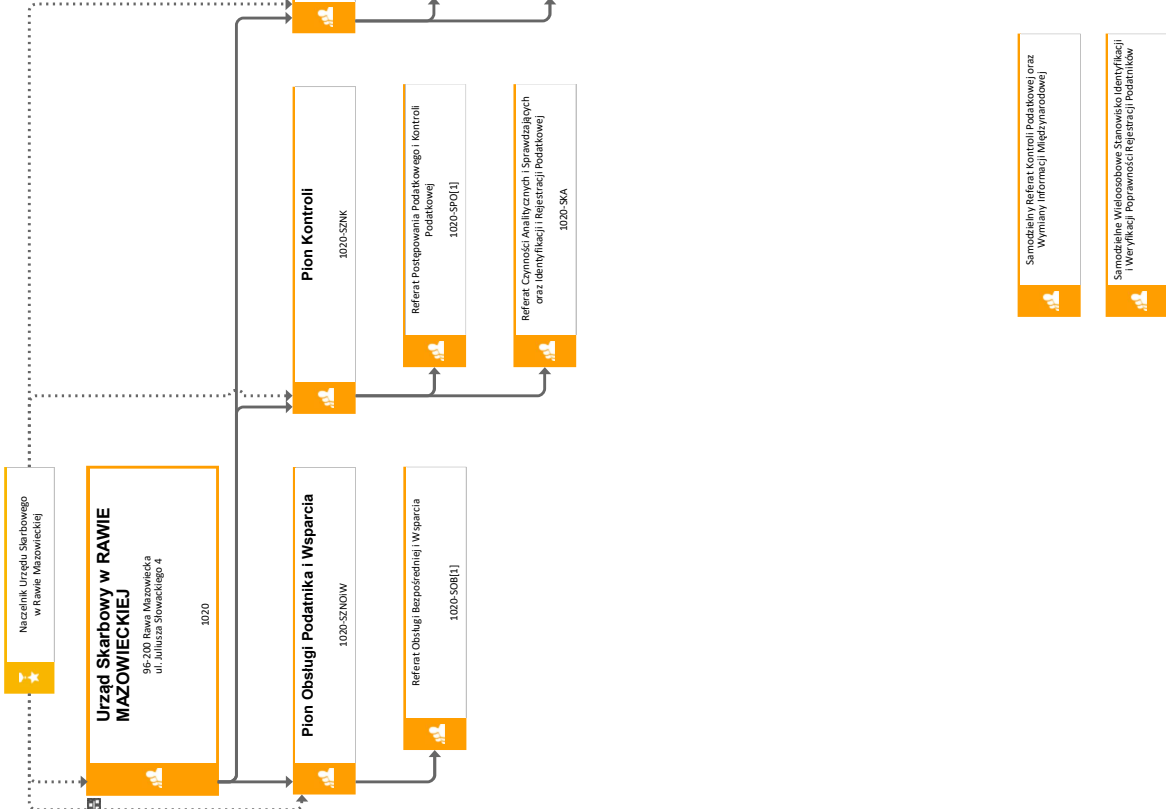 Naczelnik Urzędu Skarbowego
w Rawie Mazowieckiej
Urząd Skarbowy w RAWIE
MAZOWIECKIEJ
96-200 Rawa Mazowiecka
ul. Juliusza Słowackiego 4
1020
Pion Obsługi Podatnika i Wsparcia
1020-SZNOiW
Referat Obsługi Bezpośredniej i Wsparcia
1020-SOB[1]
Pion Kontroli
1020-SZNK
Referat Postępowania Podatkowego i Kontroli
Podatkowej
1020-SPO[1]
Referat Czynności Analitycznych i Sprawdzających
oraz Identyfikacji i Rejestracji Podatkowej
1020-SKA
Samodzielny Referat Kontroli Podatkowej oraz
Wymiany Informacji Międzynarodowej
Samodzielne Wieloosobowe Stanowisko Identyfikacji
i Weryfikacji Poprawności Rejestracji Podatników